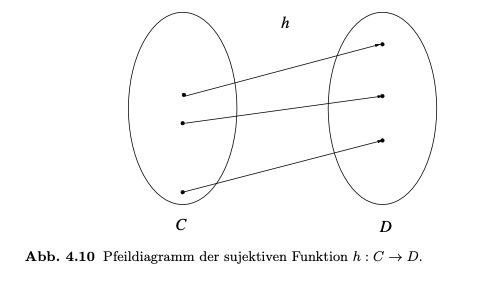 h
C D
Abb. 4.10 Pfeildiagramm der sujektiven Funktion h : C → D.